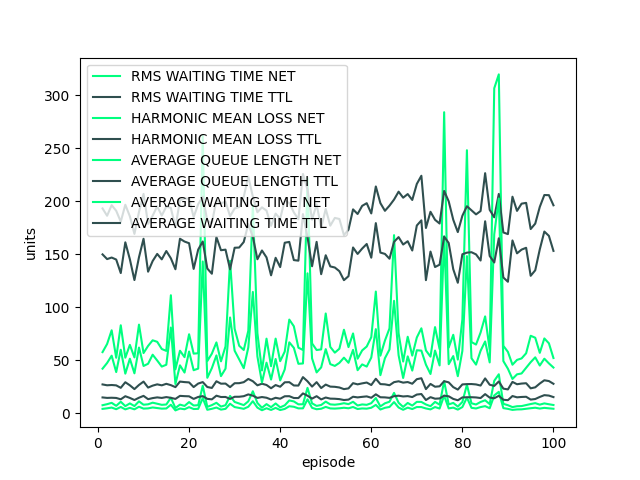 RMS WAITING TIME NET
RMS WAITING TIME TTL
HARMONIC MEAN LOSS NET
HARMONIC MEAN LOSS TTL
AVERAGE QUEUE LENGTH NET
AVERAGE QUEUE LENGTH TTL
AVERAGE WAITING TIME NET
AVERAGE WAITING TIME TTL
300
250
200
150
100
50
0
units
0 20 40 60 80 100
episode